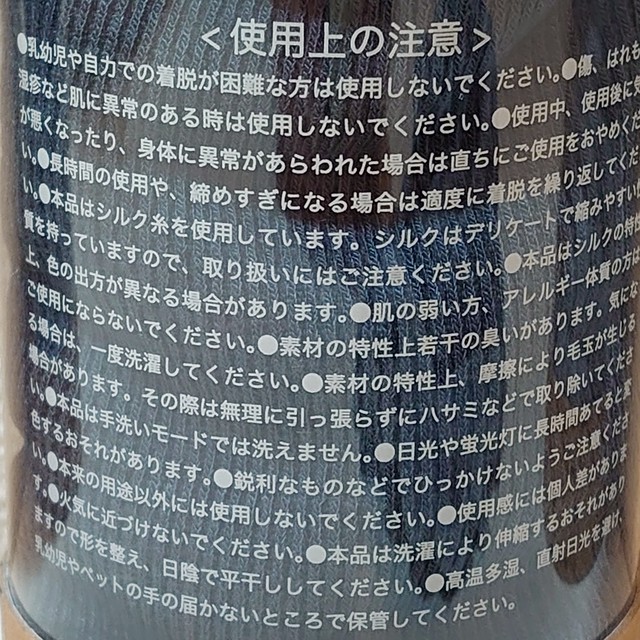 <使用上の注意>
●乳幼児や自力での着脱が困難な方は使用しないでください。●傷、はれも
湿疹など肌に異常のある時は使用しないでください。●使用中、使用後に気
が悪くなったり、身体に異常があらわれた場合は直ちにご使用をおやめくだ
い。●長時間の使用や、締めすぎになる場合は適度に着脱を繰り返してくだ
い。●本品はシルク糸を使用しています。シルクはデリケートで縮みやすい
質を持っていますので、取り扱いにはご注意ください。●本品はシルクの特性
上、色の出方が異なる場合があります。●肌の弱い方、アレルギー体質の方は
ご使用にならないでください。●素材の特性上若干の臭いがあります。気にな
る場合は、一度洗濯してください。●素材の特性上、摩擦により毛玉が生じる
場合があります。その際は無理に引っ張らずにハサミなどで取り除いてくださ
い。●本品は手洗いモードでは洗えません。●日光や蛍光灯に長時間あてると変
色するおそれがあります。●鋭利なものなどでひっかけないようご注意くださ
い。●本来の用途以外には使用しないでください。●使用感には個人差がありま
す。●火気に近づけないでください。●本品は洗濯により伸縮するおそれがあり
ますので形を整え、日陰で平干ししてください。●高温多湿、直射日光を避け、
乳幼児やペットの手の届かないところで保管してください。